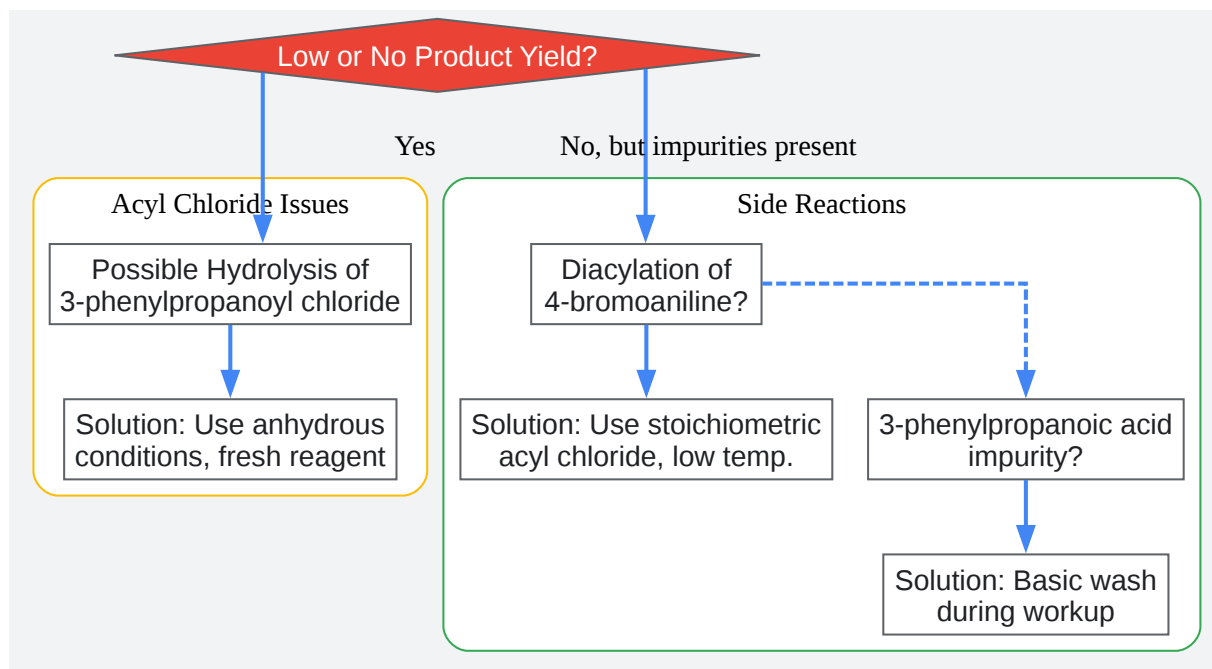 Low or No Product Yield?
Yes
No, but impurities present
Acyl Chloride Issues
Possible Hydrolysis of
3-phenylpropanoyl chloride
Solution: Use anhydrous
conditions, fresh reagent
Side Reactions
Diacylation of
4-bromoaniline?
Solution: Use stoichiometric
acyl chloride, low temp.
3-phenylpropanoic acid
impurity?
Solution: Basic wash
during workup